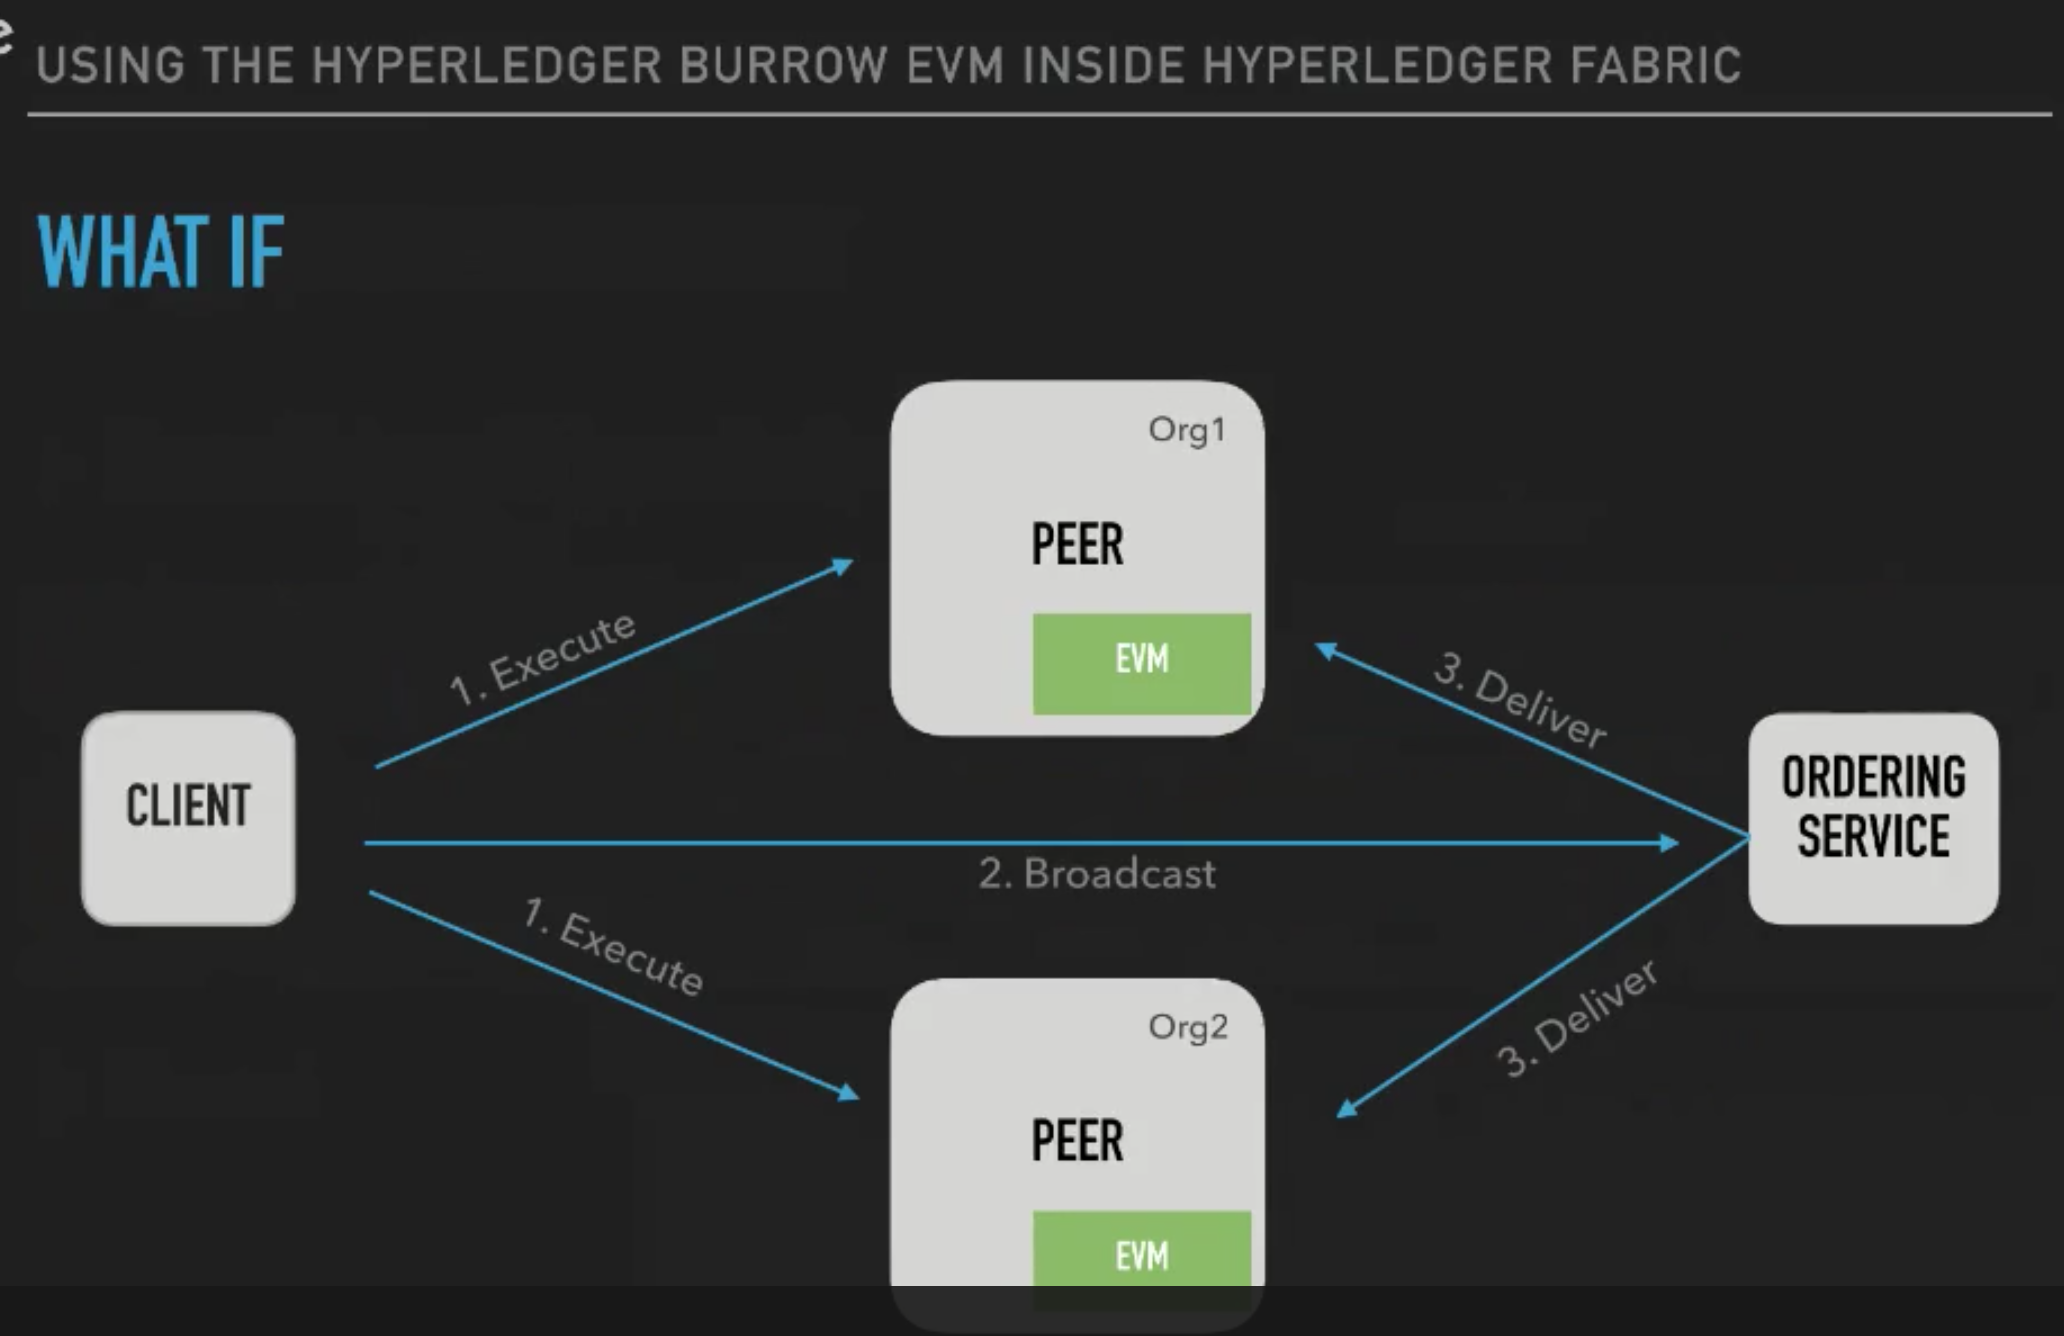 USING THE HYPERLEDGER BURROW EVM INSIDE HYPERLEDGER FABRIC
WHAT IF
Org1
PEER
EVM
1. Execute
3. Deliver
CLIENT
ORDERING
SERVICE
2. Broadcast
1. Execute
3. Deliver
Org2
PEER
EVM